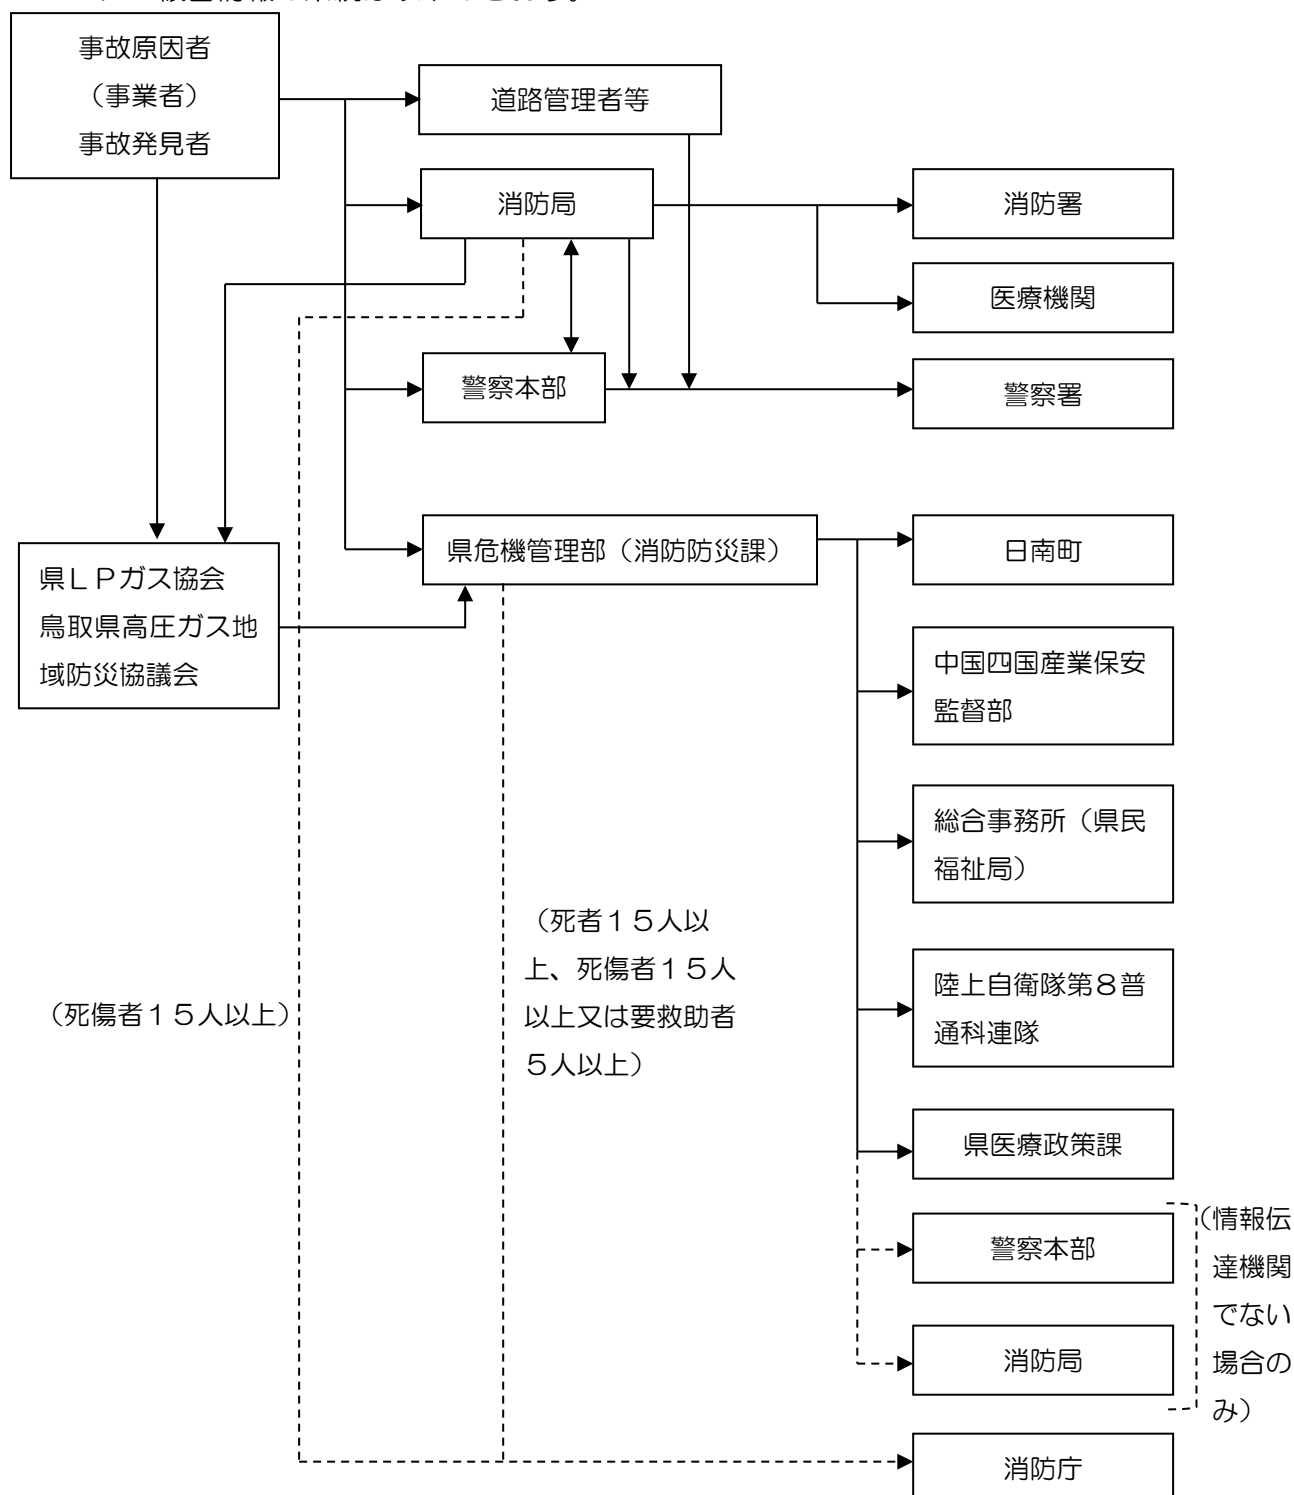 事故原因者
（事業者）
事故発見者
道路管理者等
消防局
消防署
医療機関
警察本部
警察署
県危機管理部（消防防災課）
日南町
県ＬＰガス協会
鳥取県高圧ガス地
域防災協議会
中国四国産業保安
監督部
総合事務所（県民
福祉局）
（死者１５人以
上、死傷者１５人
以上又は要救助者
５人以上）
（死傷者１５人以上）
陸上自衛隊第８普
通科連隊
県医療政策課
警察本部
消防局
（情報伝
達機関
でない
場合の
み）
消防庁